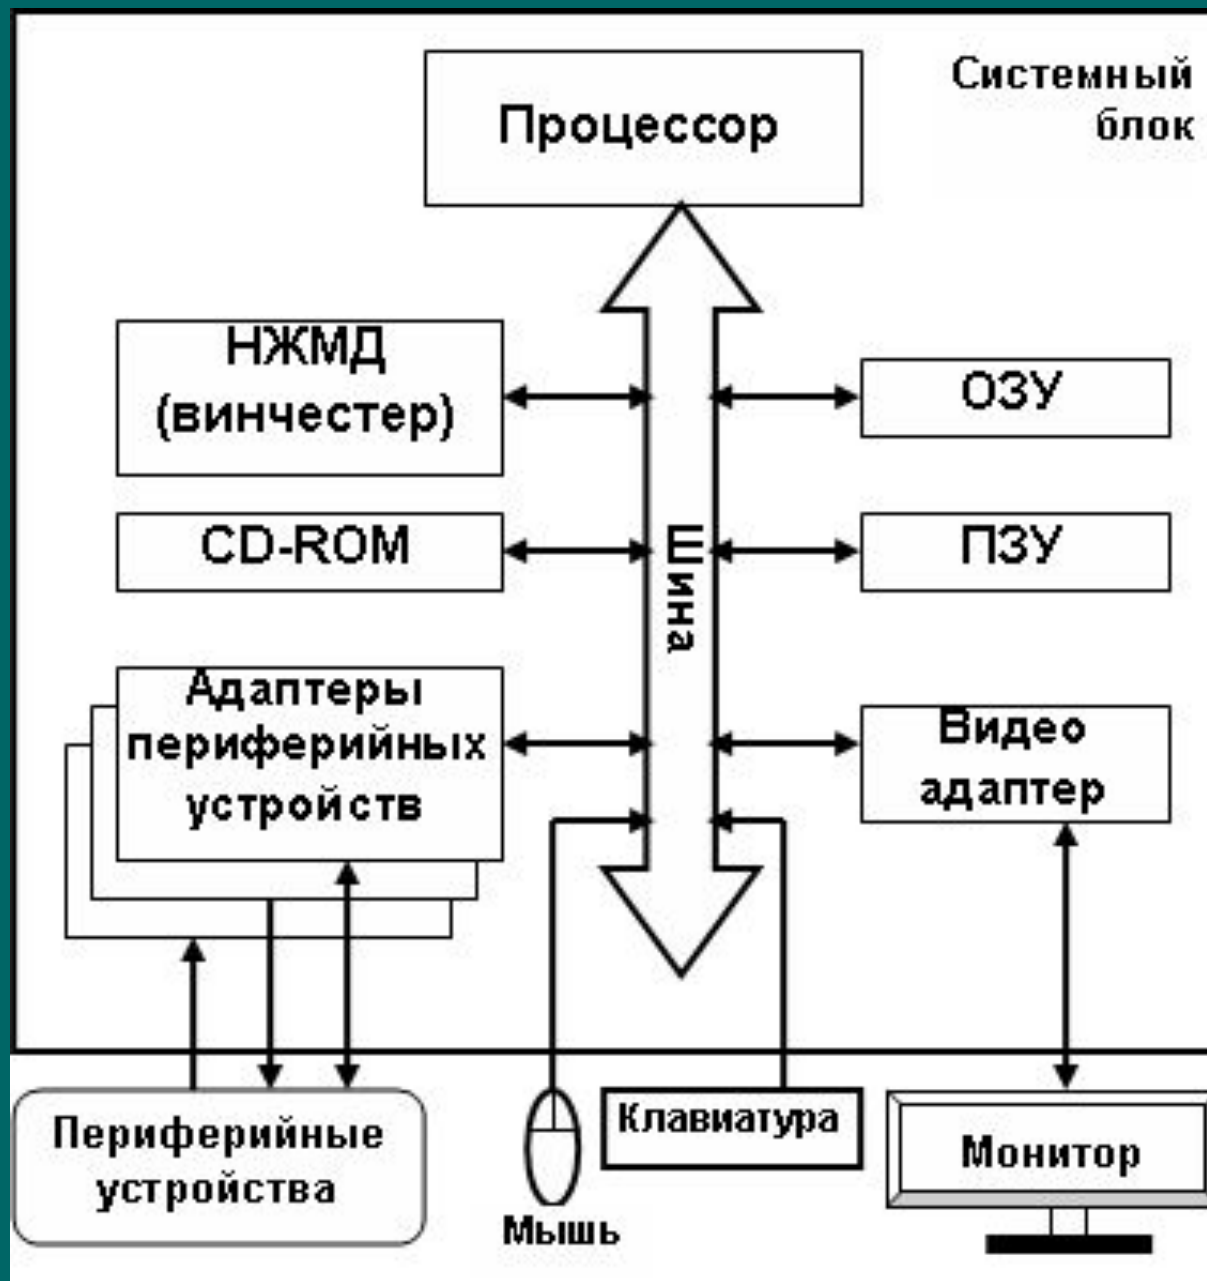 Системный
блок
Процессор
НЖМД
(винчестер)
ОЗУ
CD-ROM
ПЗУ
Шина
Адаптеры
периферийных
устройств
Видео
адаптер
Периферийные
устройства
Мышь
Клавиатура
Монитор